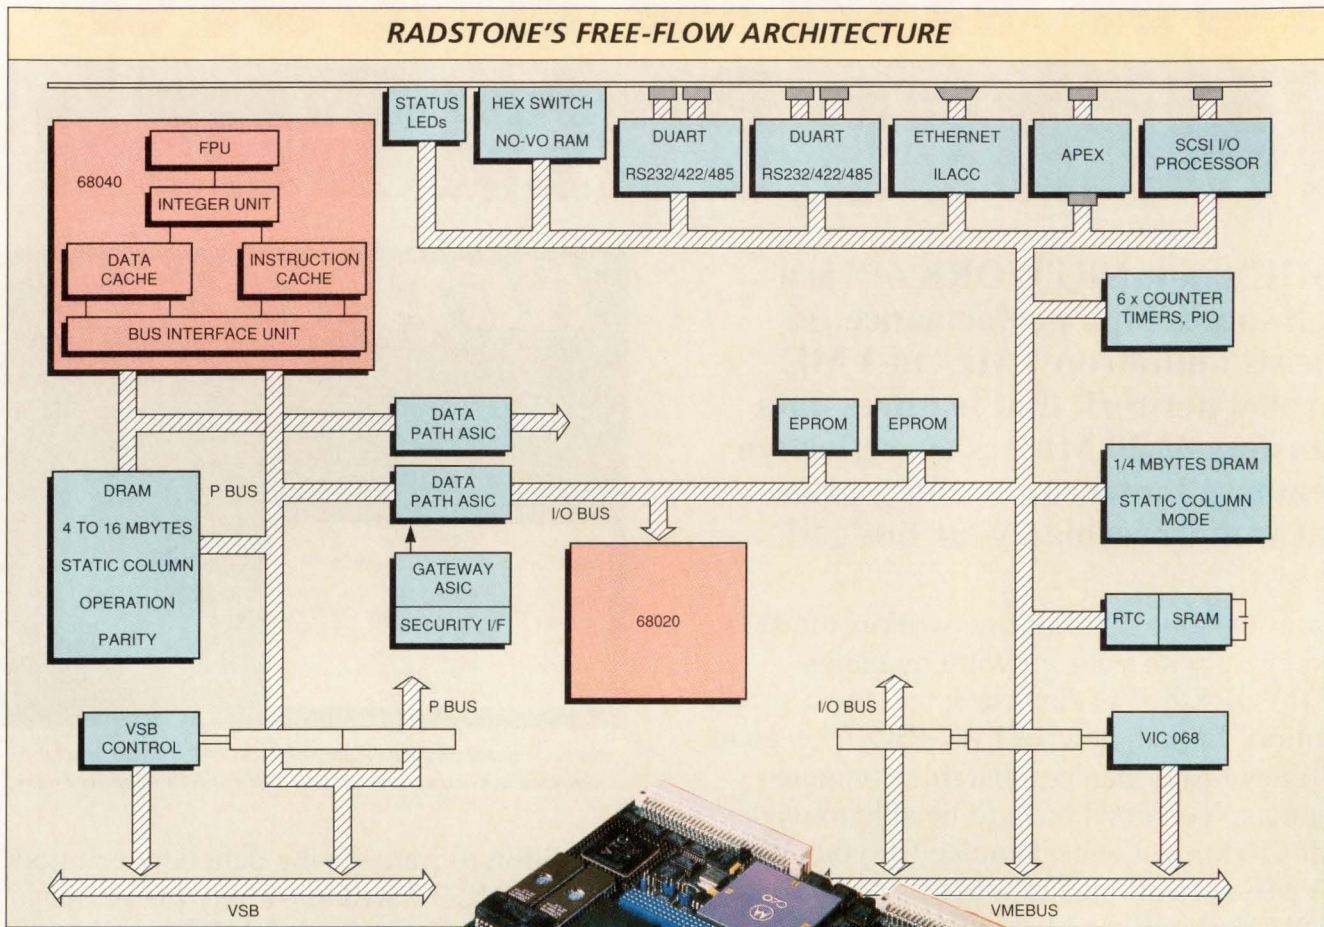 RADSTONE'S FREE-FLOW ARCHITECTURE
STATUS
LEDs
HEX SWITCH
NO-VO RAM
DUART
RS232/422/485
DUART
RS232/422/485
ETHERNET
ILACC
APEX
SCSI I/O
PROCESSOR
68040
FPU
INTEGER UNIT
DATA
CACHE
INSTRUCTION
CACHE
BUS INTERFACE UNIT
6 x COUNTER
TIMERS, PIO
DATA
PATH ASIC
EPROM
EPROM
DRAM
4 TO 16 MBYTES
STATIC COLUMN
OPERATION
PARITY
P BUS
DATA
PATH ASIC
I/O BUS
1/4 MBYTES DRAM
STATIC COLUMN
MODE
GATEWAY
ASIC
SECURITY I/F
68020
RTC
SRAM
VSB
CONTROL
P BUS
I/O BUS
VIC 068
VSB
VMEBUS